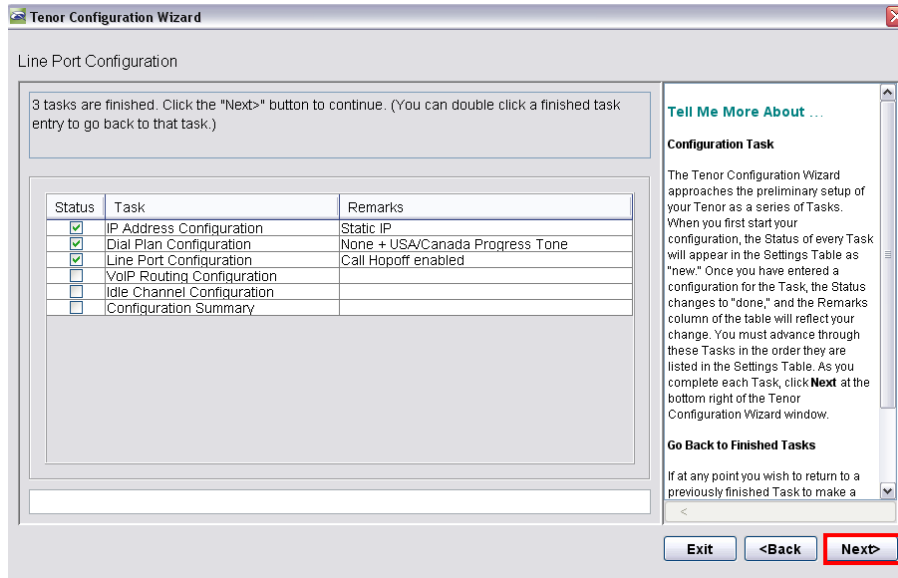 Tenor Configuration Wizard
Line Port Configuration
3 tasks are finished. Click the "Next>" button to continue. (You can double click a finished task
entry to go back to that task.)
Status Task Remarks
IP Address Configuration Static IP
Dial Plan Configuration None + USA/Canada Progress Tone
Line Port Configuration Call Hopoff enabled
VoIP Routing Configuration
Idle Channel Configuration
Configuration Summary
Tell Me More About ...
Configuration Task
The Tenor Configuration Wizard
approaches the preliminary setup of
your Tenor as a series of Tasks.
When you first start your
configuration, the Status of every Task
will appear in the Settings Table as
"new." Once you have entered a
configuration for the Task, the Status
changes to "done," and the Remarks
column of the table will reflect your
change. You must advance through
these Tasks in the order they are
listed in the Settings Table. As you
complete each Task, click Next at the
bottom right of the Tenor
Configuration Wizard window.
Go Back to Finished Tasks
If at any point you wish to return to a
previously finished Task to make a
Exit <Back Next>